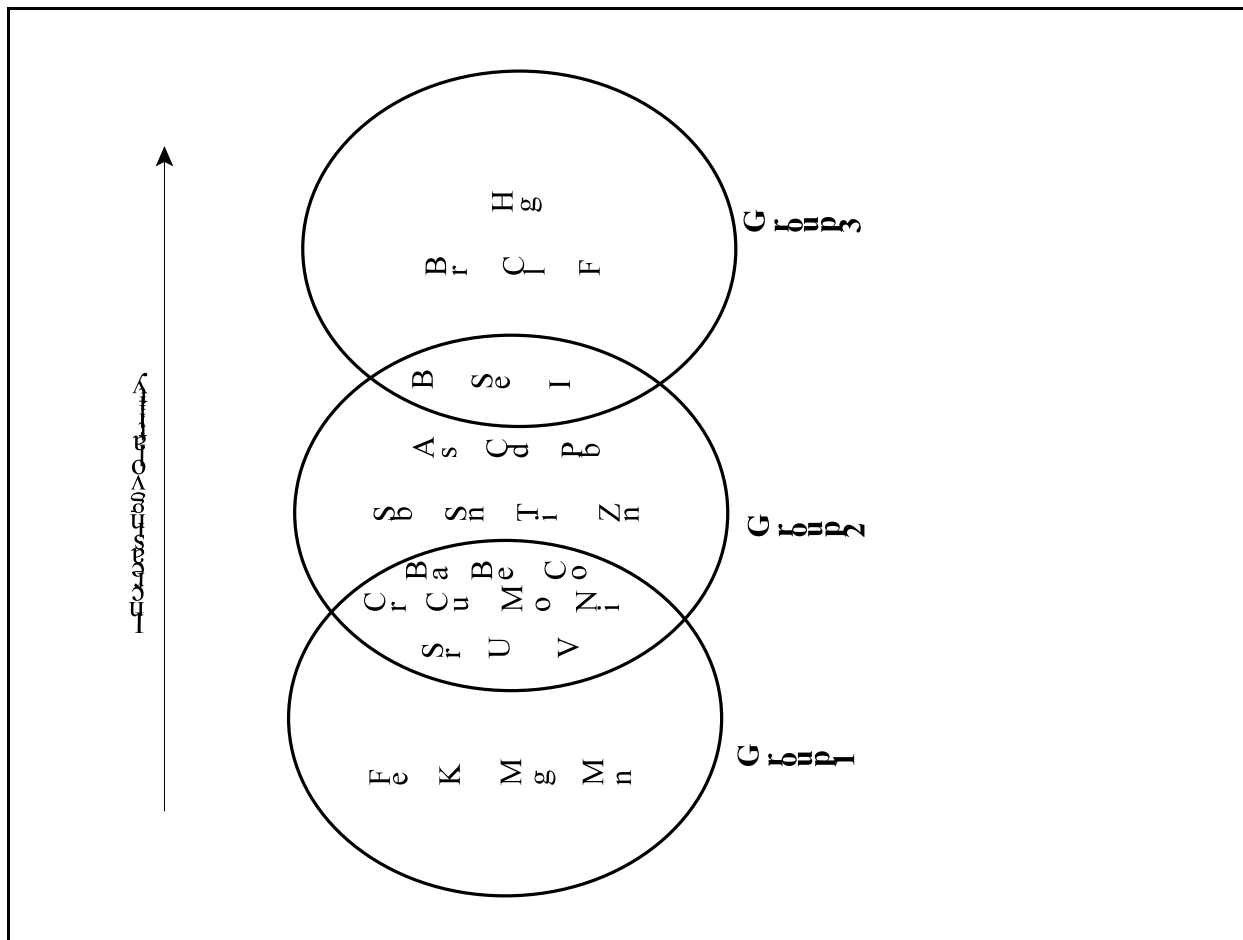 Hg
Br Cl F
Group 3
B Se I
As Cd Pb
Sb Sn Ti Zn
Group 2
Ba Be Co
Cr Cu Mo Ni
Sr U V
Fe K Mg Mn
Group 1
Increasing volatility